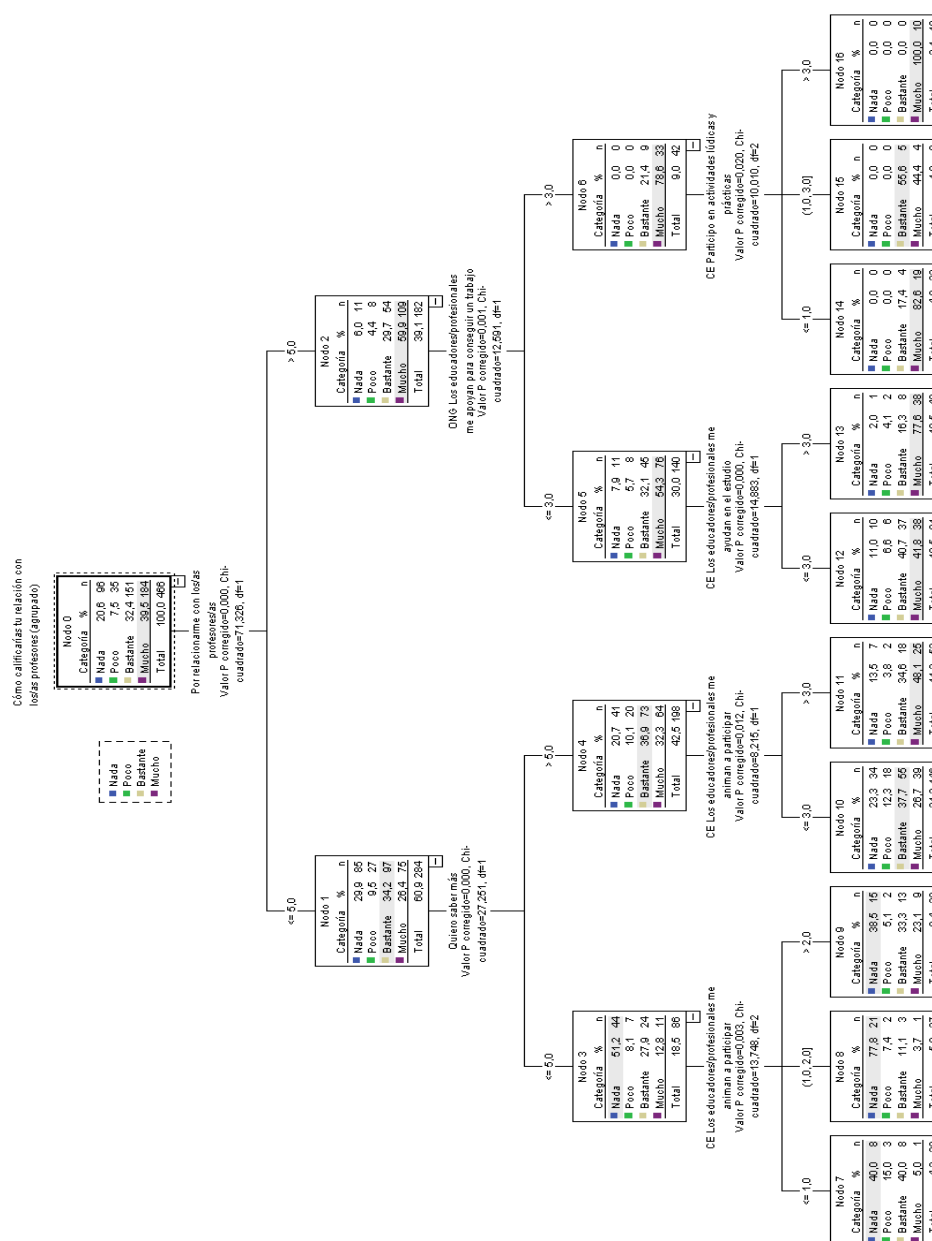 Cómo calificarías tu relación con
los/as profesores (agrupado)
Nada
Poco
Bastante
Mucho
Nodo 0
Categoría % n
Nada 20,6 96
Poco 7,5 35
Bastante 32,4 151
Mucho 39,5 184
Total 100,0 466
Por relacionarme con los/as
profesores/as
Valor P corregido=0,000, Chi-
cuadrado=71,326, df=1
<= 5,0
> 5,0
Nodo 1
Categoría % n
Nada 29,9 85
Poco 9,5 27
Bastante 34,2 97
Mucho 26,4 75
Total 60,9 284
Quiero saber más
Valor P corregido=0,000, Chi-
cuadrado=27,251, df=1
Nodo 2
Categoría % n
Nada 6,0 11
Poco 4,4 8
Bastante 29,7 54
Mucho 59,9 109
Total 39,1 182
ONG Los educadores/profesionales
me apoyan para conseguir un trabajo
Valor P corregido=0,001, Chi-
cuadrado=12,591, df=1
<= 5,0
> 5,0
<= 3,0
> 3,0
Nodo 3
Categoría % n
Nada 51,2 44
Poco 8,1 7
Bastante 27,9 24
Mucho 12,8 11
Total 18,5 86
CE Los educadores/profesionales me
animan a participar
Valor P corregido=0,003, Chi-
cuadrado=13,748, df=2
Nodo 4
Categoría % n
Nada 20,7 41
Poco 10,1 20
Bastante 36,9 73
Mucho 32,3 64
Total 42,5 198
CE Los educadores/profesionales me
animan a participar
Valor P corregido=0,012, Chi-
cuadrado=8,215, df=1
Nodo 5
Categoría % n
Nada 7,9 11
Poco 5,7 8
Bastante 32,1 45
Mucho 54,3 76
Total 30,0 140
CE Los educadores/profesionales me
ayudan en el estudio
Valor P corregido=0,000, Chi-
cuadrado=14,883, df=1
Nodo 6
Categoría % n
Nada 0,0 0
Poco 0,0 0
Bastante 21,4 9
Mucho 78,6 33
Total 9,0 42
CE Participo en actividades lúdicas y
prácticas
Valor P corregido=0,020, Chi-
cuadrado=10,010, df=2
<= 1,0
(1,0, 2,0]
> 2,0
<= 3,0
> 3,0
<= 3,0
> 3,0
<= 1,0
(1,0, 3,0]
> 3,0
Nodo 7
Categoría % n
Nada 40,0 8
Poco 15,0 3
Bastante 40,0 8
Mucho 5,0 1
Nodo 8
Categoría % n
Nada 77,8 21
Poco 7,4 2
Bastante 11,1 3
Mucho 3,7 1
Nodo 9
Categoría % n
Nada 38,5 15
Poco 5,1 2
Bastante 33,3 13
Mucho 23,1 9
Nodo 10
Categoría % n
Nada 23,3 34
Poco 12,3 18
Bastante 37,7 55
Mucho 26,7 39
Nodo 11
Categoría % n
Nada 13,5 7
Poco 3,8 2
Bastante 34,6 18
Mucho 48,1 25
Nodo 12
Categoría % n
Nada 11,0 10
Poco 6,6 6
Bastante 40,7 37
Mucho 41,8 38
Nodo 13
Categoría % n
Nada 2,0 1
Poco 4,1 2
Bastante 16,3 8
Mucho 77,6 38
Nodo 14
Categoría % n
Nada 0,0 0
Poco 0,0 0
Bastante 17,4 4
Mucho 82,6 19
Nodo 15
Categoría % n
Nada 0,0 0
Poco 0,0 0
Bastante 55,6 5
Mucho 44,4 4
Nodo 16
Categoría % n
Nada 0,0 0
Poco 0,0 0
Bastante 0,0 0
Mucho 100,0 10